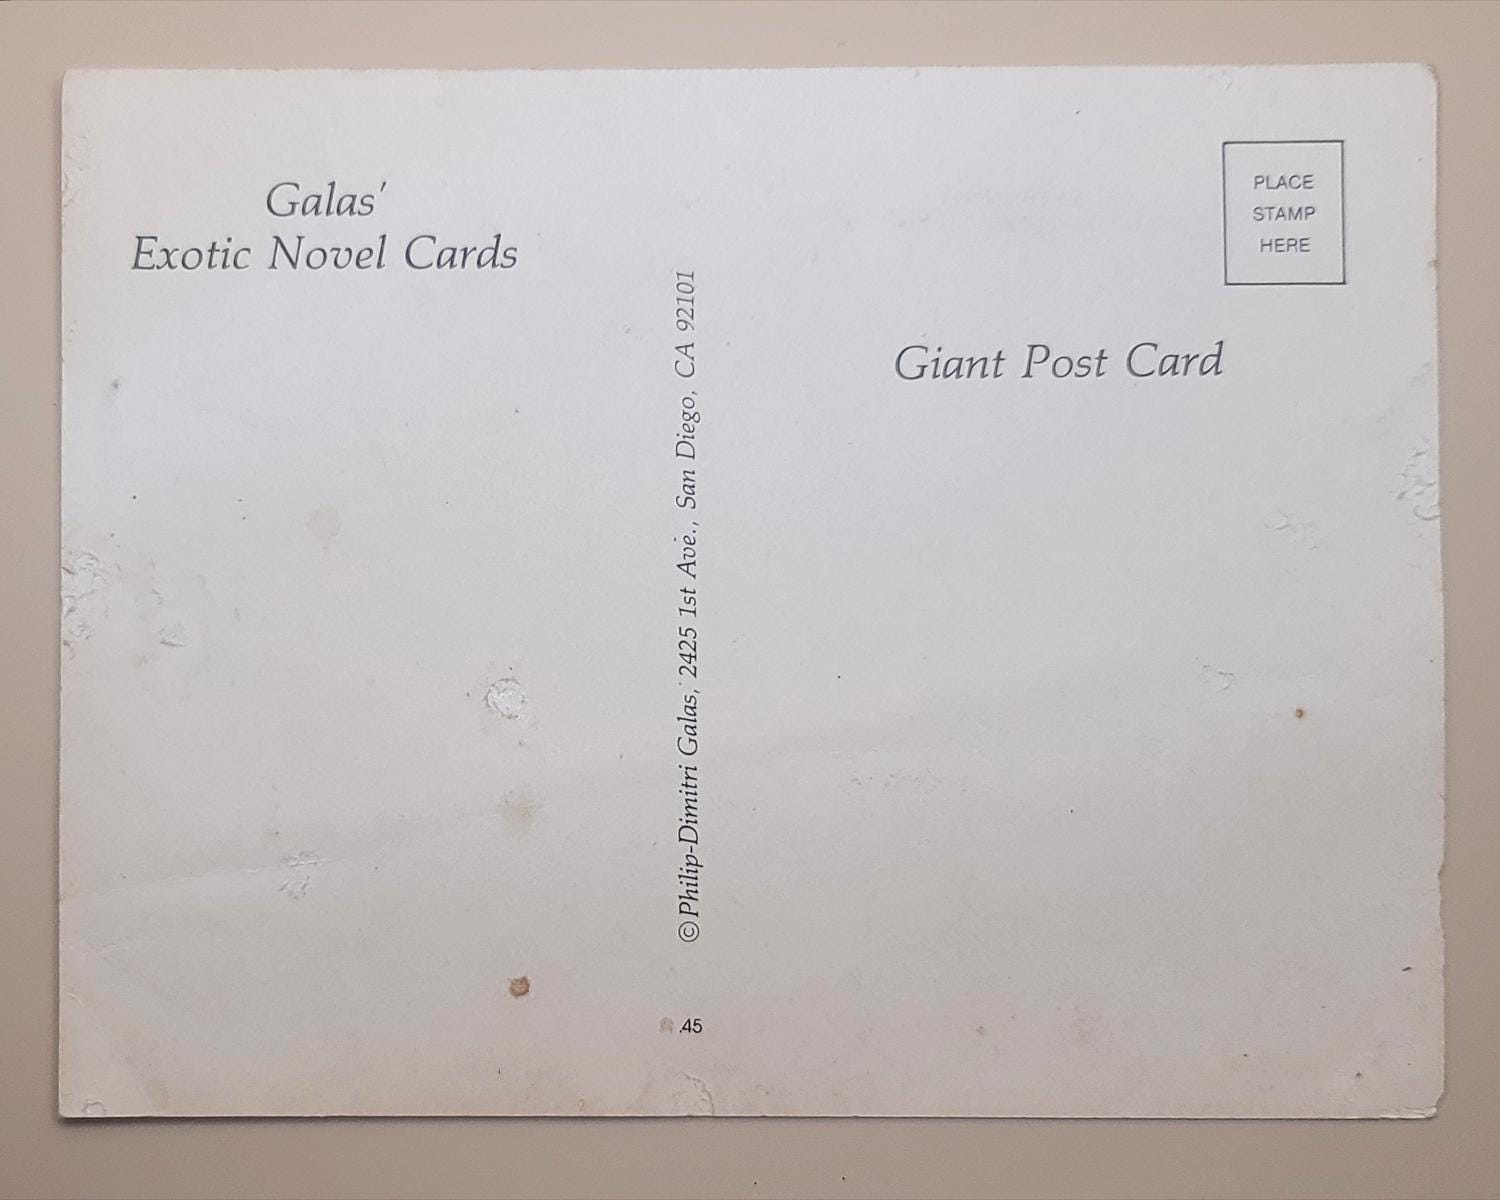 Galas'
Exotic Novel Cards
©Philip-Dimitri Galas, 2425 1st Ave., San Diego, CA 92101
.45
PLACE
STAMP
HERE
Giant Post Card